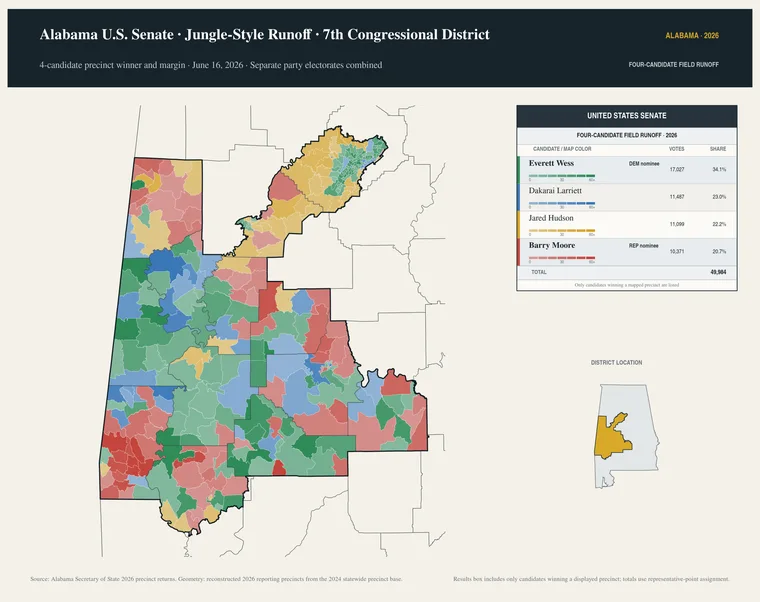 Alabama U.S. Senate · Jungle-Style Runoff · 7th Congressional District
ALABAMA · 2026
4-candidate precinct winner and margin · June 16, 2026 · Separate party electorates combined
FOUR-CANDIDATE FIELD RUNOFF
UNITED STATES SENATE
FOUR-CANDIDATE FIELD RUNOFF · 2026
CANDIDATE / MAP COLOR VOTES SHARE
Everett Wess DEM nominee 17,027 34.1%
Dakarai Larriett 11,487 23.0%
Jared Hudson 11,099 22.2%
Barry Moore REP nominee 10,371 20.7%
TOTAL 49,984
Only candidates winning a mapped precinct are listed
DISTRICT LOCATION
Source: Alabama Secretary of State 2026 precinct returns. Geometry: reconstructed 2026 reporting precincts from the 2024 statewide precinct base.
Results box includes only candidates winning a displayed precinct; totals use representative-point assignment.